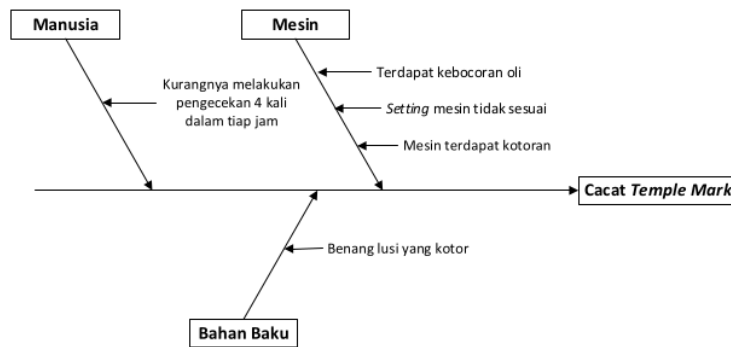 Manusia
Mesin
Kurangnya melakukan
pengecekan 4 kali
dalam tiap jam
Terdapat kebocoran oli
Setting mesin tidak sesuai
Mesin terdapat kotoran
Cacat Temple Mark
Benang lusi yang kotor
Bahan Baku